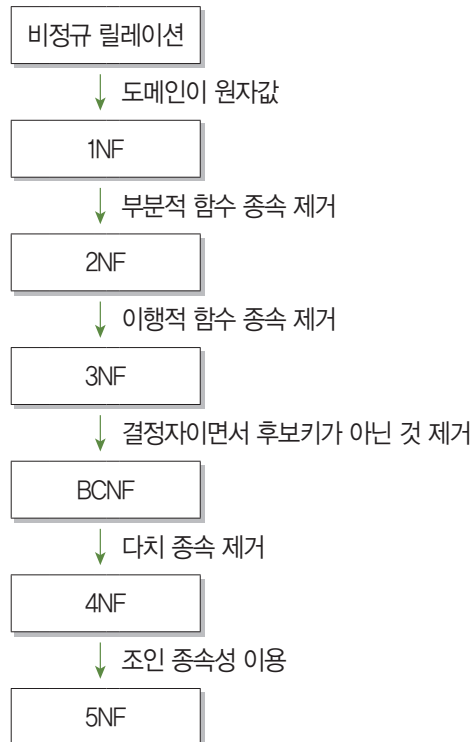 비정규 릴레이션
도메인이 원자값
1NF
부분적 함수 종속 제거
2NF
이행적 함수 종속 제거
3NF
결정자이면서 후보키가 아닌 것 제거
BCNF
다치 종속 제거
4NF
조인 종속성 이용
5NF